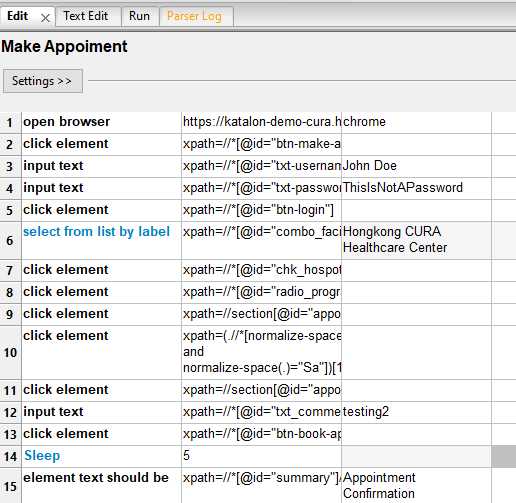 Edit Text Edit Run Parser Log
Make Appoiment
Settings >>
1 open browser https://katalon-demo-cura.h chrome
2 click element xpath=//*[@id="btn-make-a
3 input text xpath=//*[@id="txt-usernam John Doe
4 input text xpath=//*[@id="txt-passwor ThisIsNotAPassword
5 click element xpath=//*[@id="btn-login"]
6 select from list by label xpath=//*[@id="combo_faci Hongkong CURA
Healthcare Center
7 click element xpath=//*[@id="chk_hospot
8 click element xpath=//*[@id="radio_progr
9 click element xpath=//section[@id="appo
10 click element xpath=(.//*[normalize-space
and
normalize-space(.)="Sa"])[1
11 click element xpath=//section[@id="appo
12 input text xpath=//*[@id="txt_comme testing2
13 click element xpath=//*[@id="btn-book-ap
14 Sleep 5
15 element text should be xpath=//*[@id="summary"]/ Appointment
Confirmation